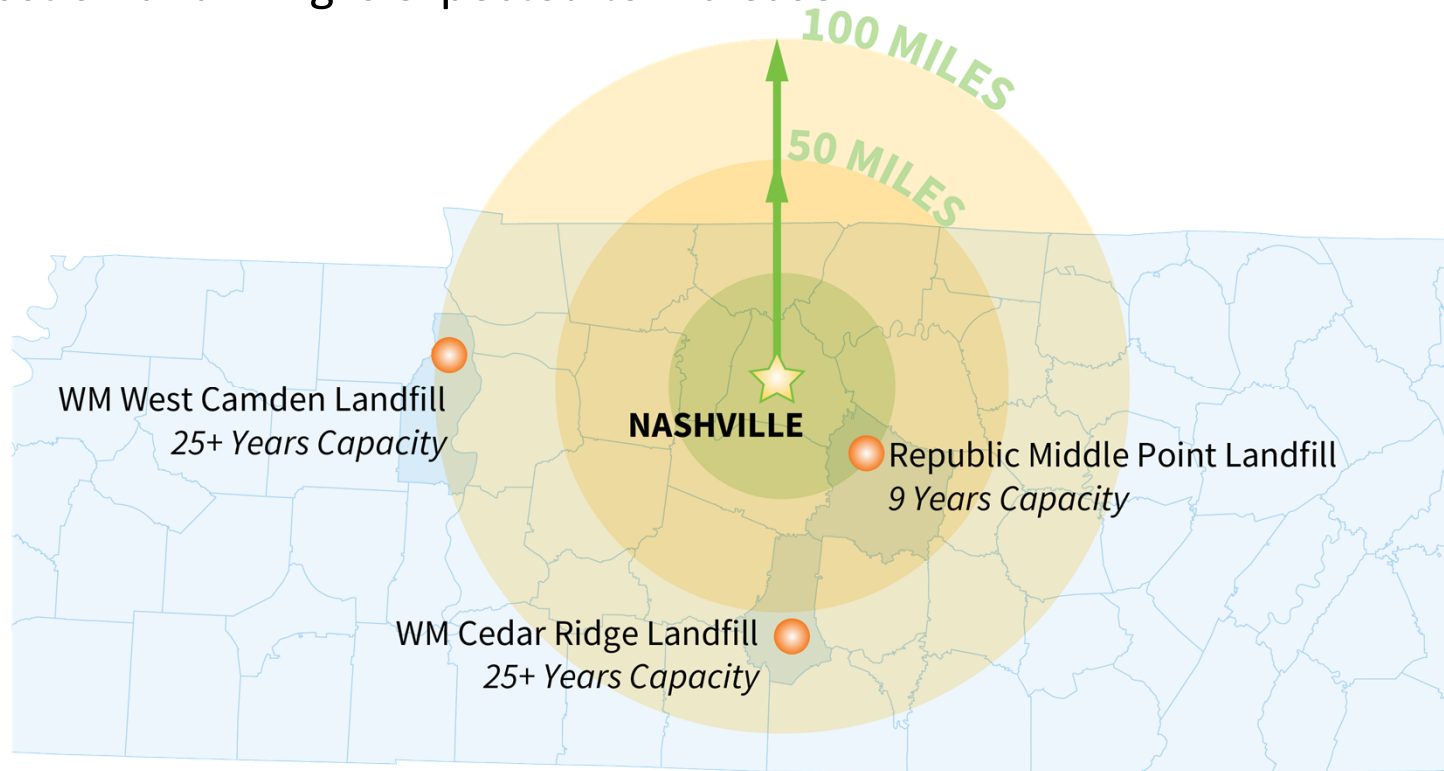 100 MILES
50 MILES
WM West Camden Landfill
25+ Years Capacity
NASHVILLE
Republic Middle Point Landfill
9 Years Capacity
WM Cedar Ridge Landfill
25+ Years Capacity